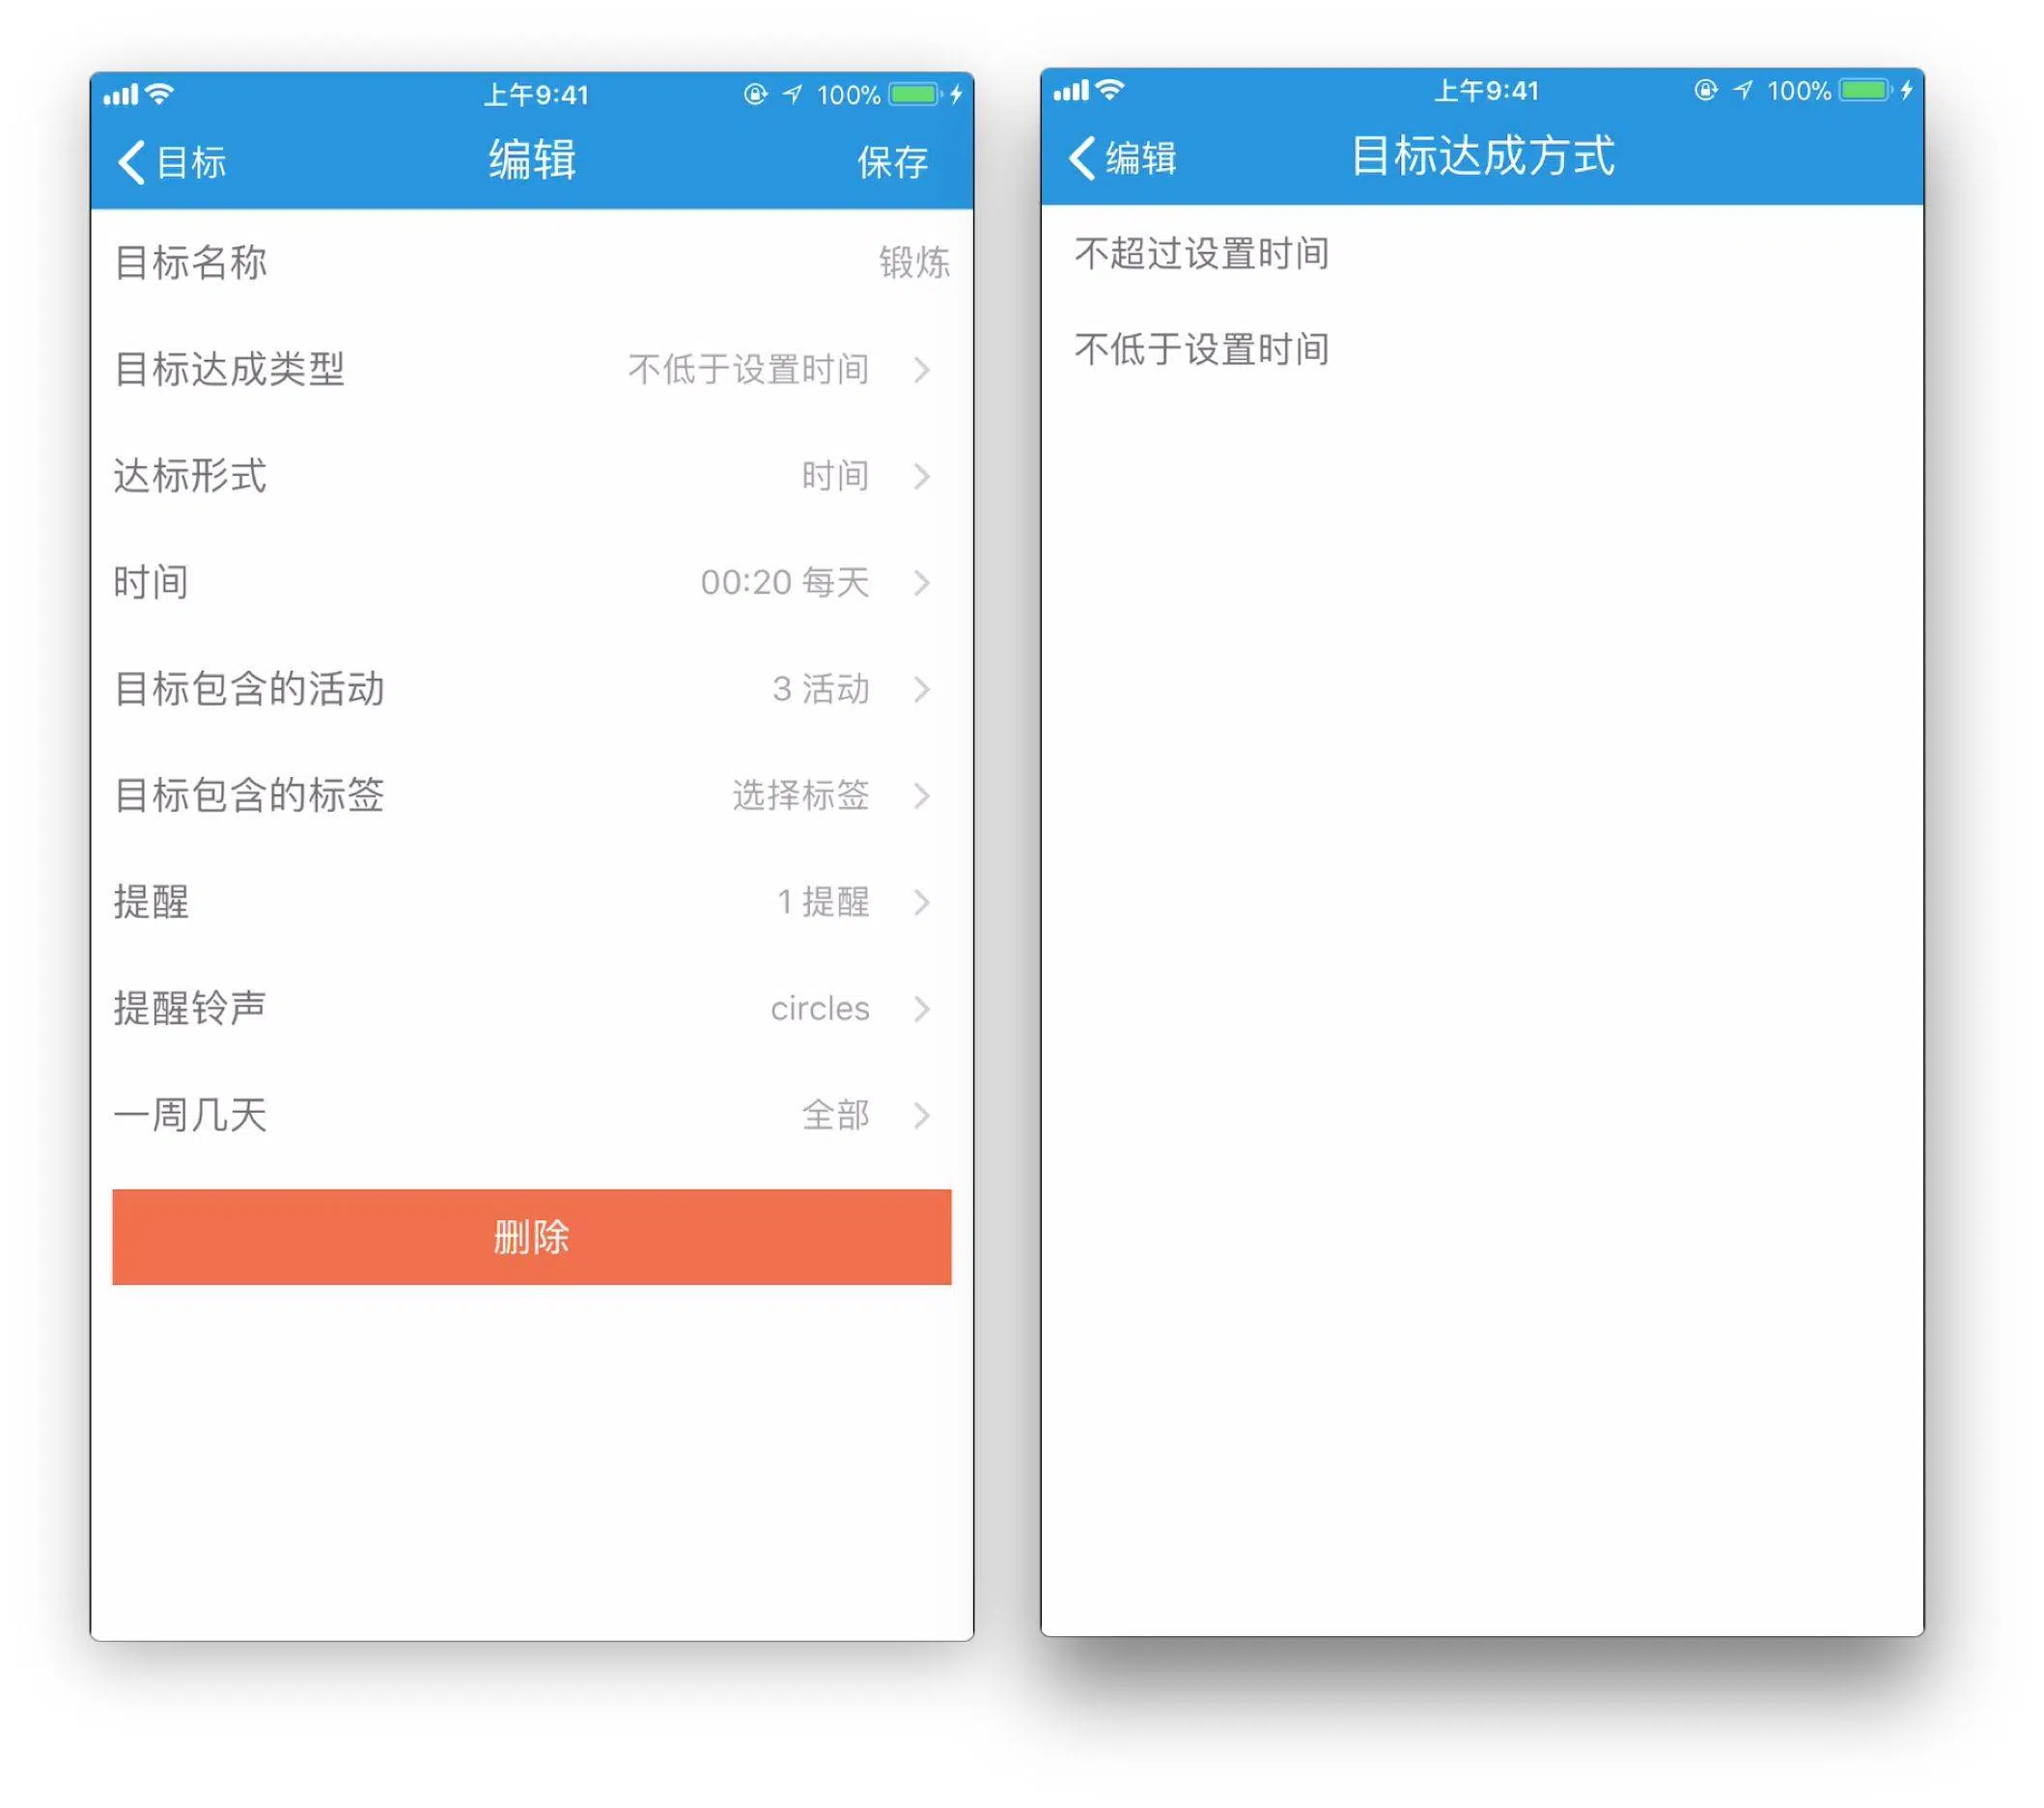 上午9:41 100%
目标 编辑 保存
目标名称 锻炼
目标达成类型 不低于设置时间
达标形式 时间
时间 00:20 每天
目标包含的活动 3 活动
目标包含的标签 选择标签
提醒 1 提醒
提醒铃声 circles
一周几天 全部
删除
上午9:41 100%
编辑 目标达成方式
不超过设置时间
不低于设置时间